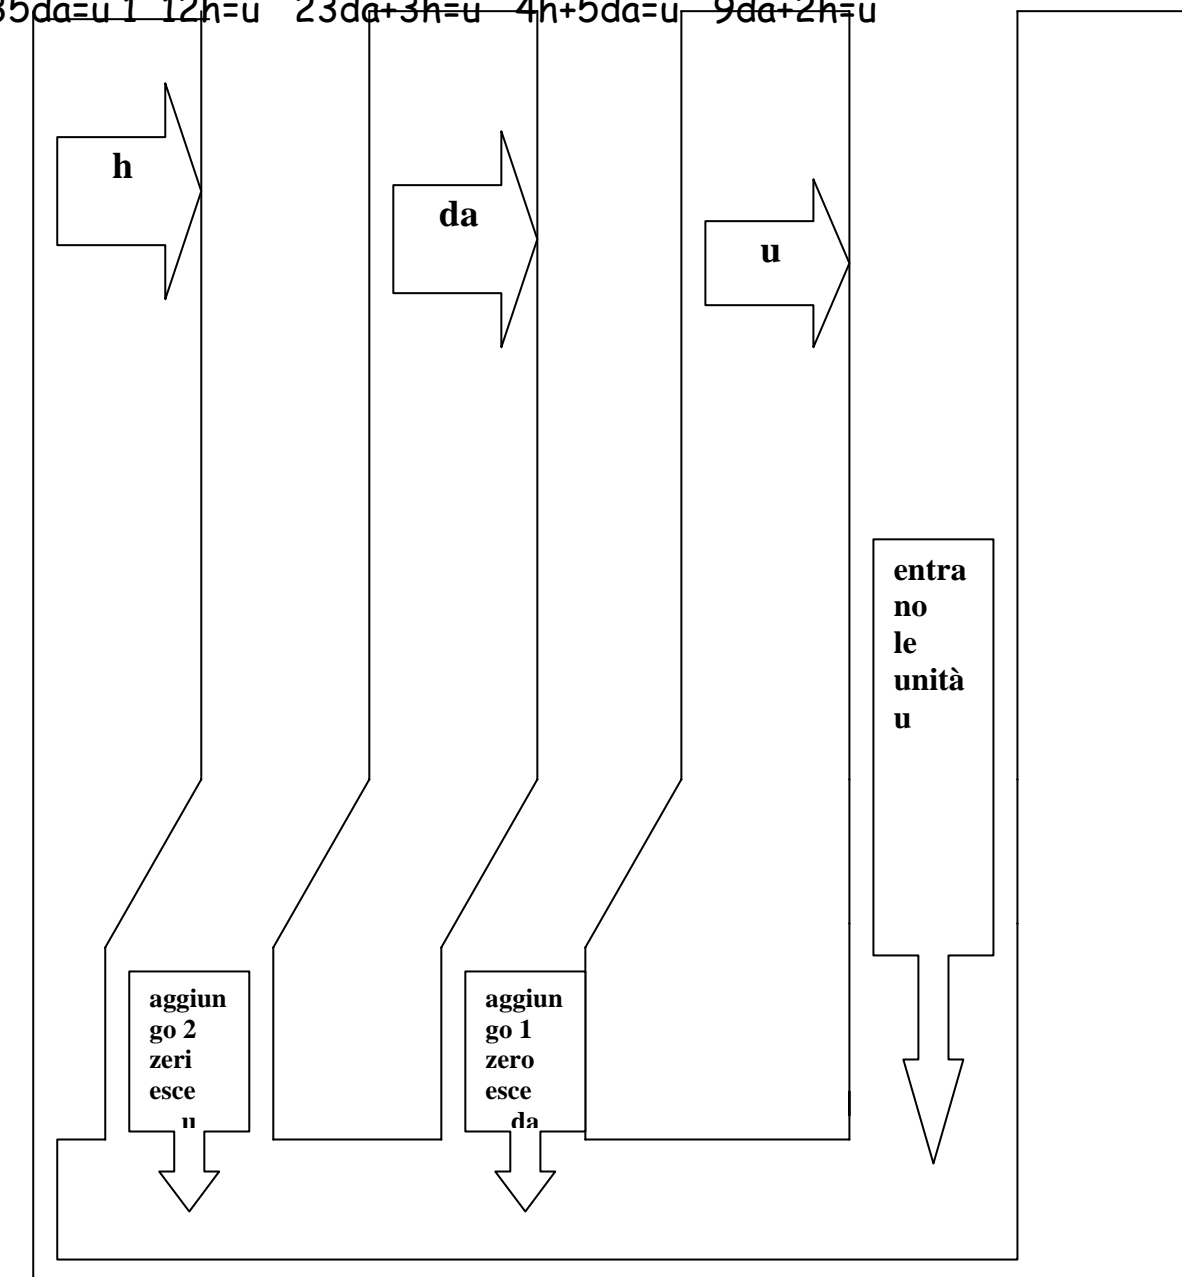 35da=u 1 12h=u 23da+3h=u 4h+5da=u 9da+2h=u
h
da
u
entra
no
le
unità
u
aggiun
go 2
zeri
esce
u
aggiun
go 1
zero
esce
da